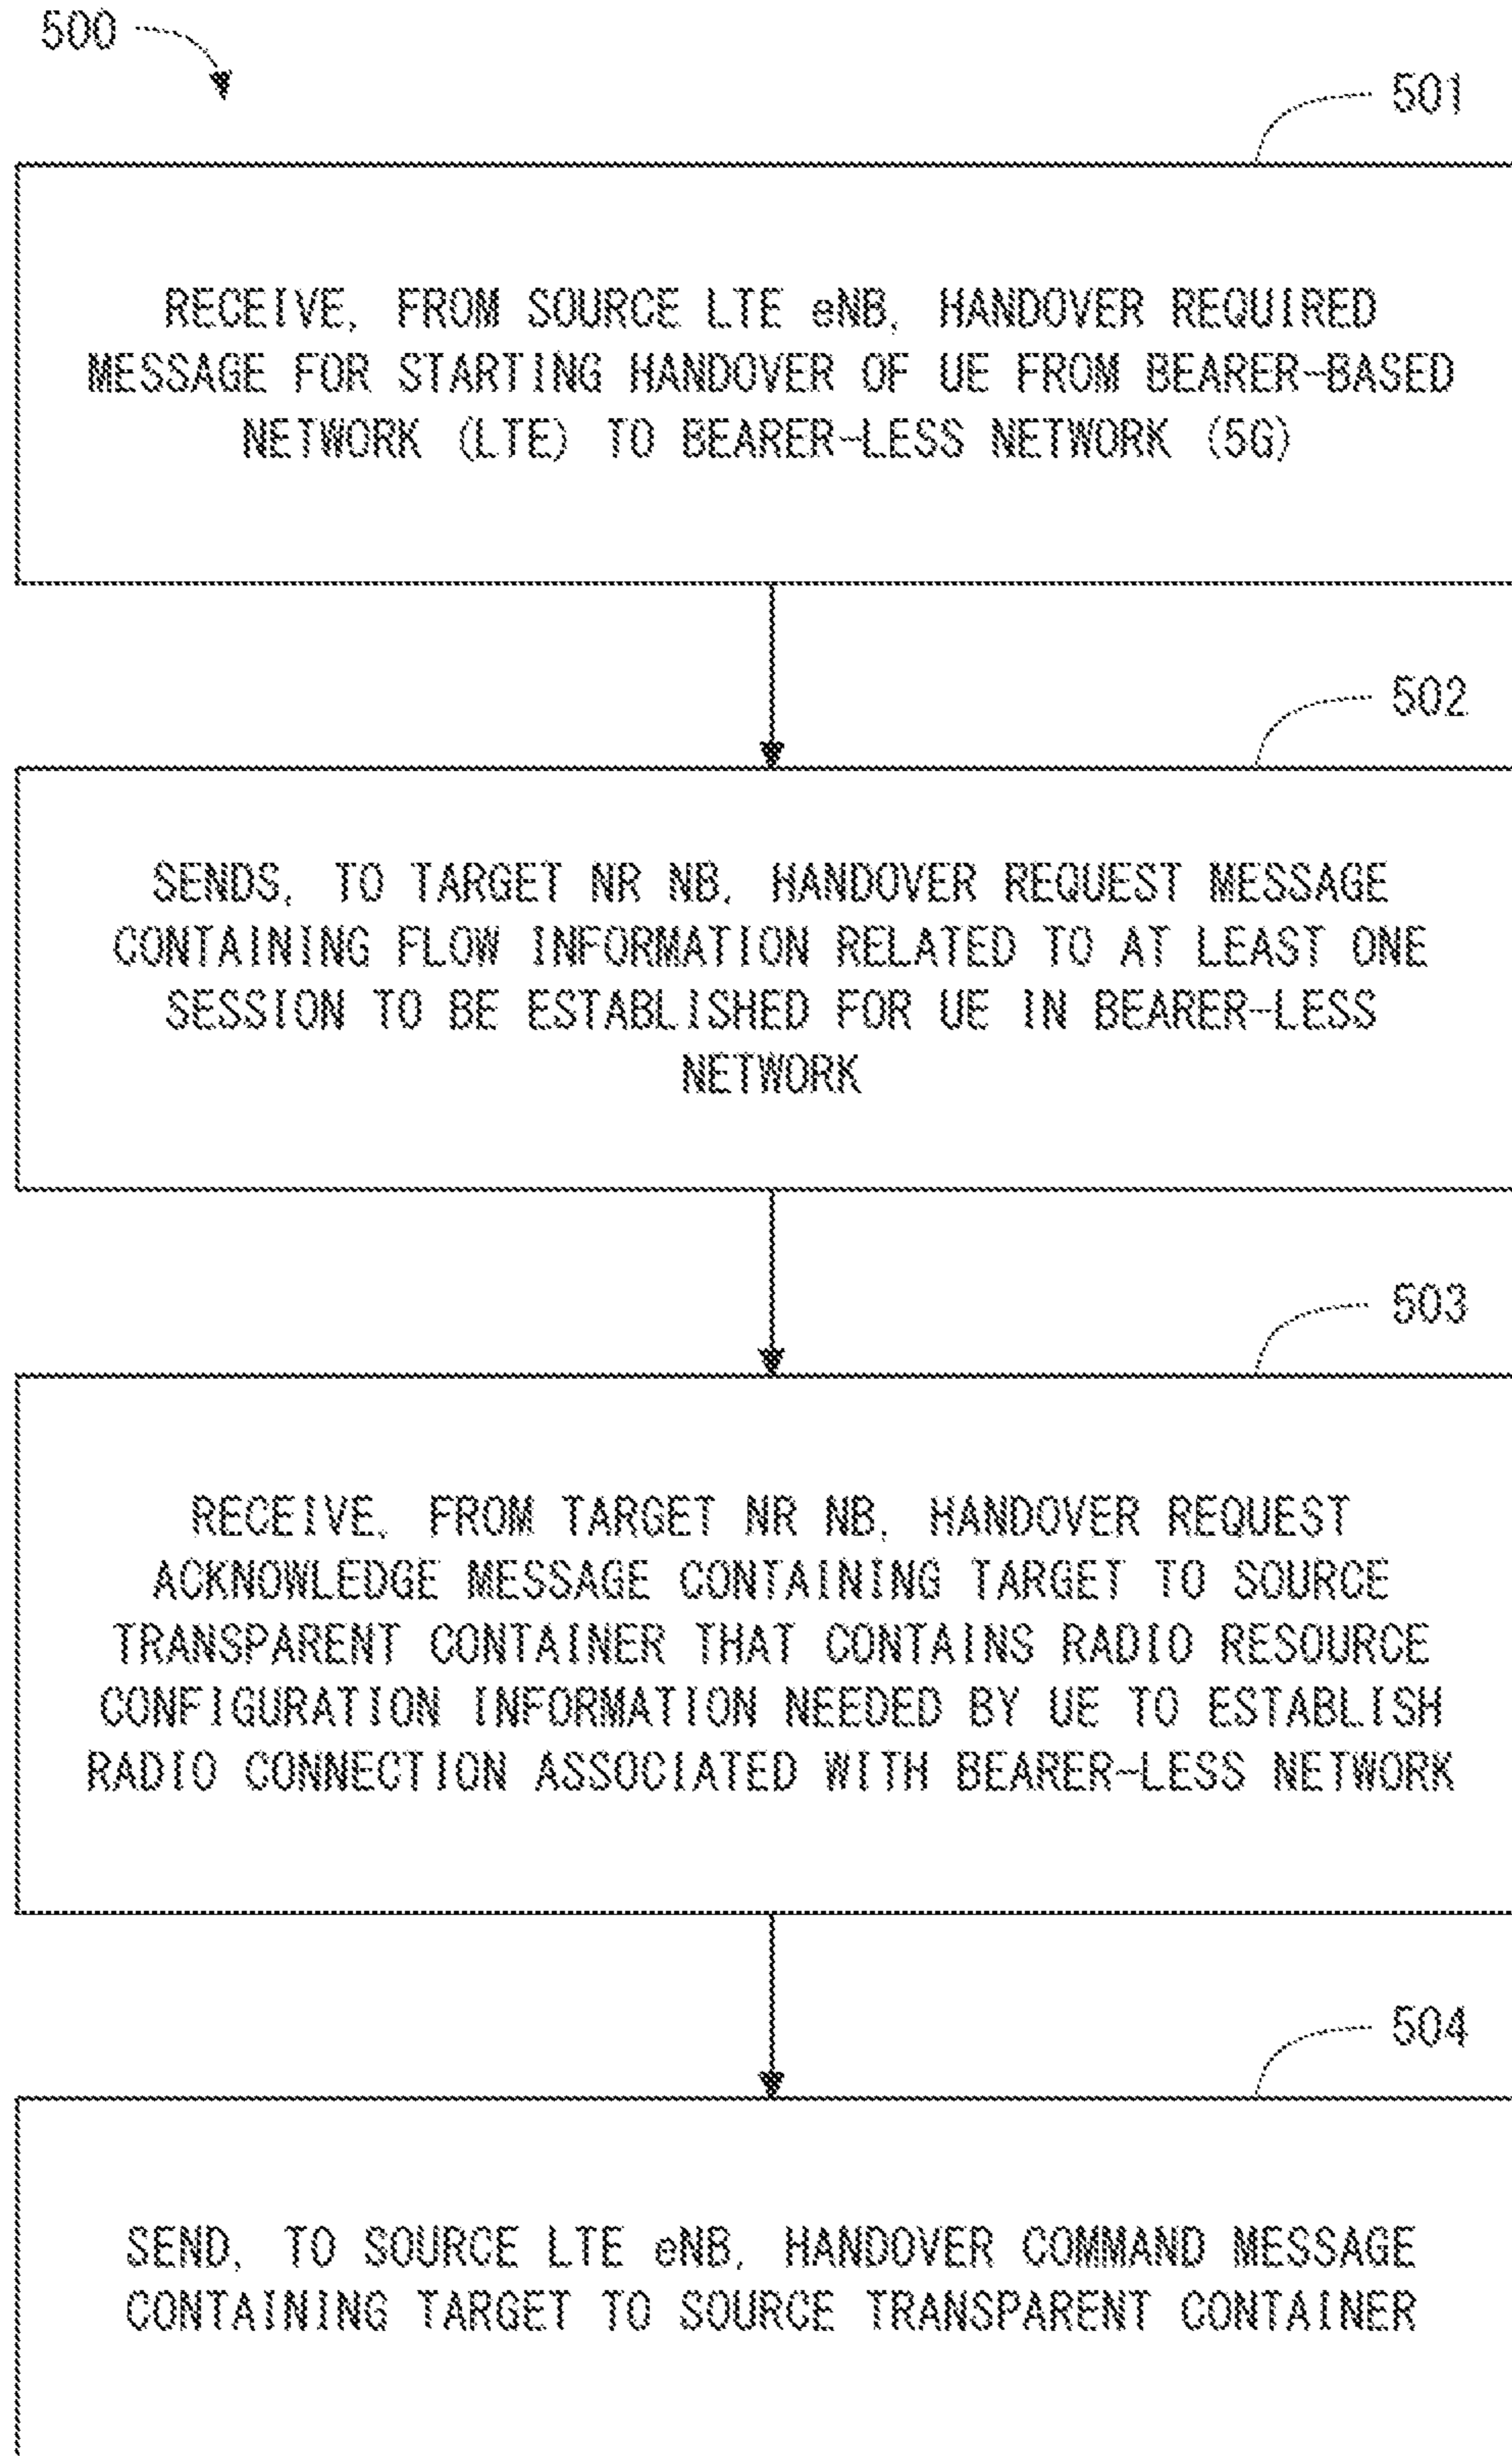 500
501
RECEIVE, FROM SOURCE LTE eNB, HANDOVER REQUIRED
MESSAGE FOR STARTING HANDOVER OF UE FROM BEARER-BASED
NETWORK (LTE) TO BEARER-LESS NETWORK (5G)
502
SENDS, TO TARGET NR NB, HANDOVER REQUEST MESSAGE
CONTAINING FLOW INFORMATION RELATED TO AT LEAST ONE
SESSION TO BE ESTABLISHED FOR UE IN BEARER-LESS
NETWORK
503
RECEIVE, FROM TARGET NR NB, HANDOVER REQUEST
ACKNOWLEDGE MESSAGE CONTAINING TARGET TO SOURCE
TRANSPARENT CONTAINER THAT CONTAINS RADIO RESOURCE
CONFIGURATION INFORMATION NEEDED BY UE TO ESTABLISH
RADIO CONNECTION ASSOCIATED WITH BEARER-LESS NETWORK
504
SEND, TO SOURCE LTE eNB, HANDOVER COMMAND MESSAGE
CONTAINING TARGET TO SOURCE TRANSPARENT CONTAINER